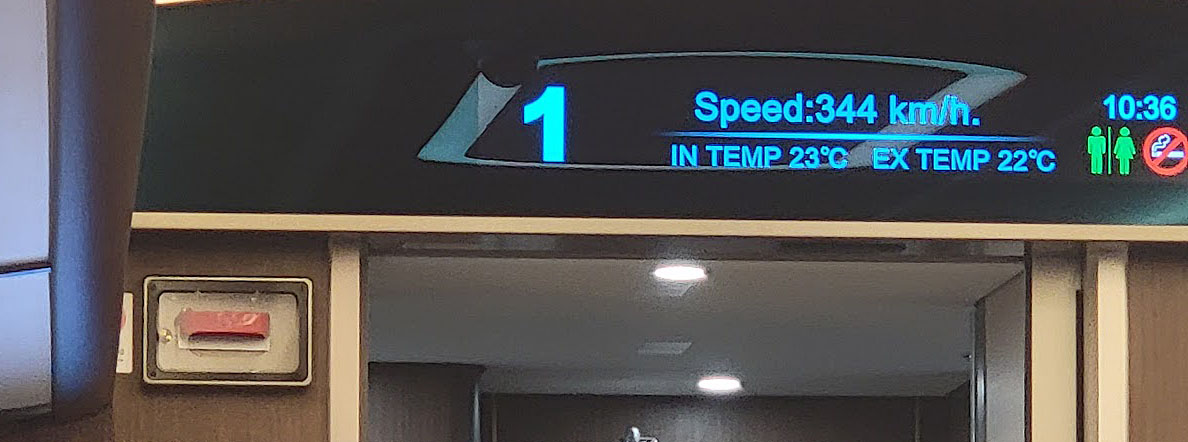 1
Speed:344 km/h.
10:36
IN TEMP 23℃ EX TEMP 22℃